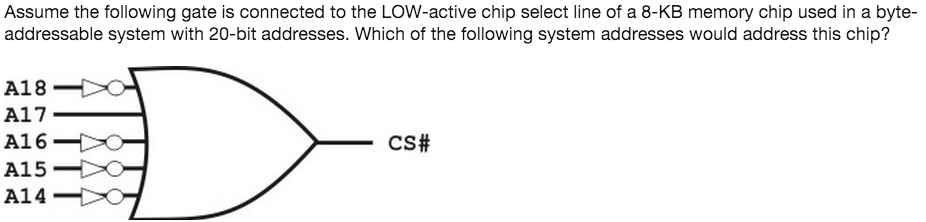 Assume the following gate is connected to the LOW-active chip select line of a 8-KB memory chip used in a byte-
addressable system with 20-bit addresses. Which of the following system addresses would address this chip?
A18
A17
A16
A15
A14
CS#